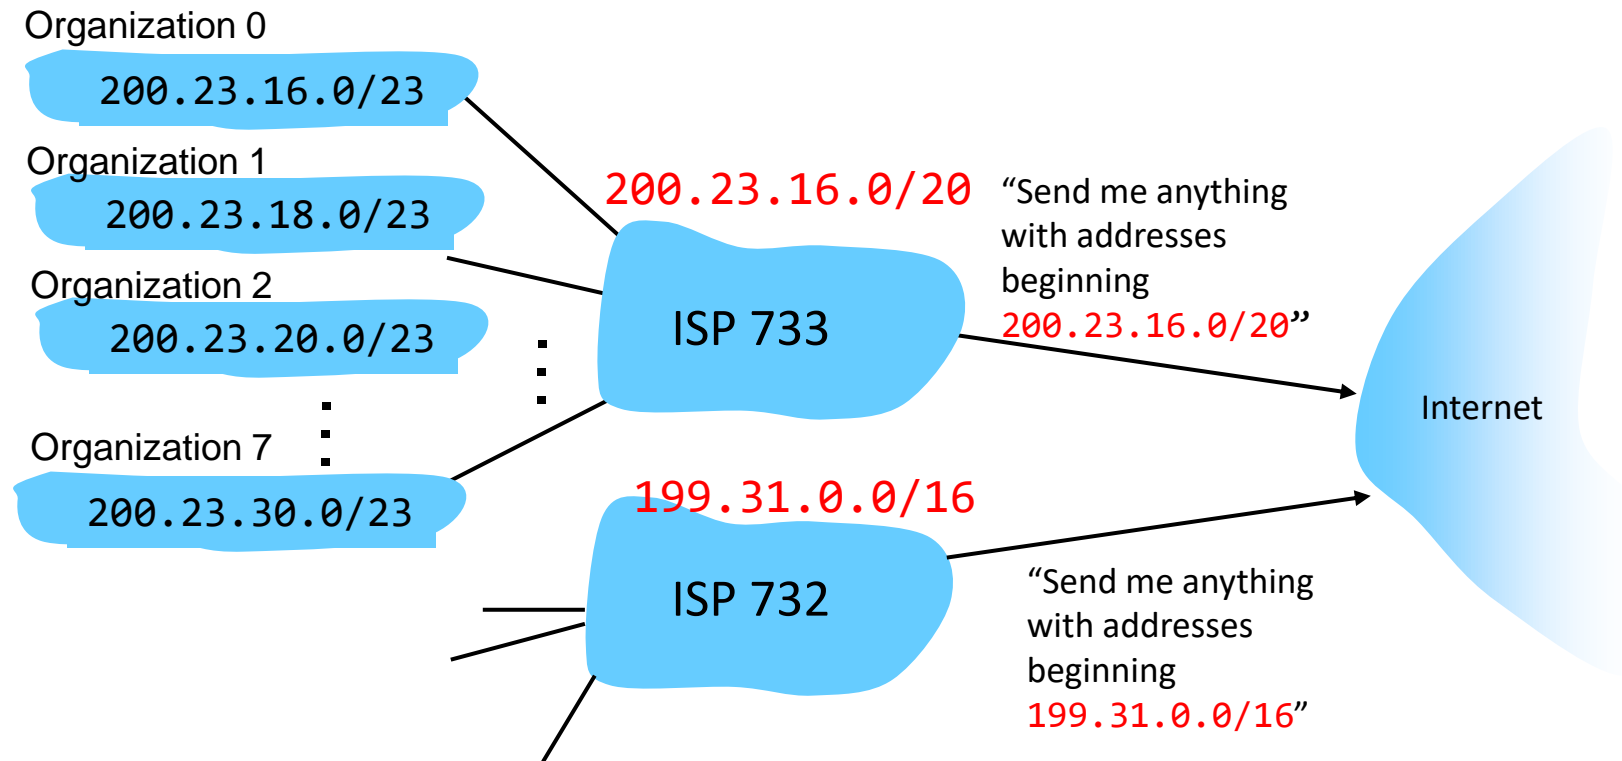 Organization 0
200.23.16.0/23
Organization 1
200.23.18.0/23
Organization 2
200.23.20.0/23
Organization 7
200.23.30.0/23
200.23.16.0/20
ISP 733
“Send me anything
with addresses
beginning
200.23.16.0/20”
199.31.0.0/16
ISP 732
“Send me anything
with addresses
beginning
199.31.0.0/16”
Internet